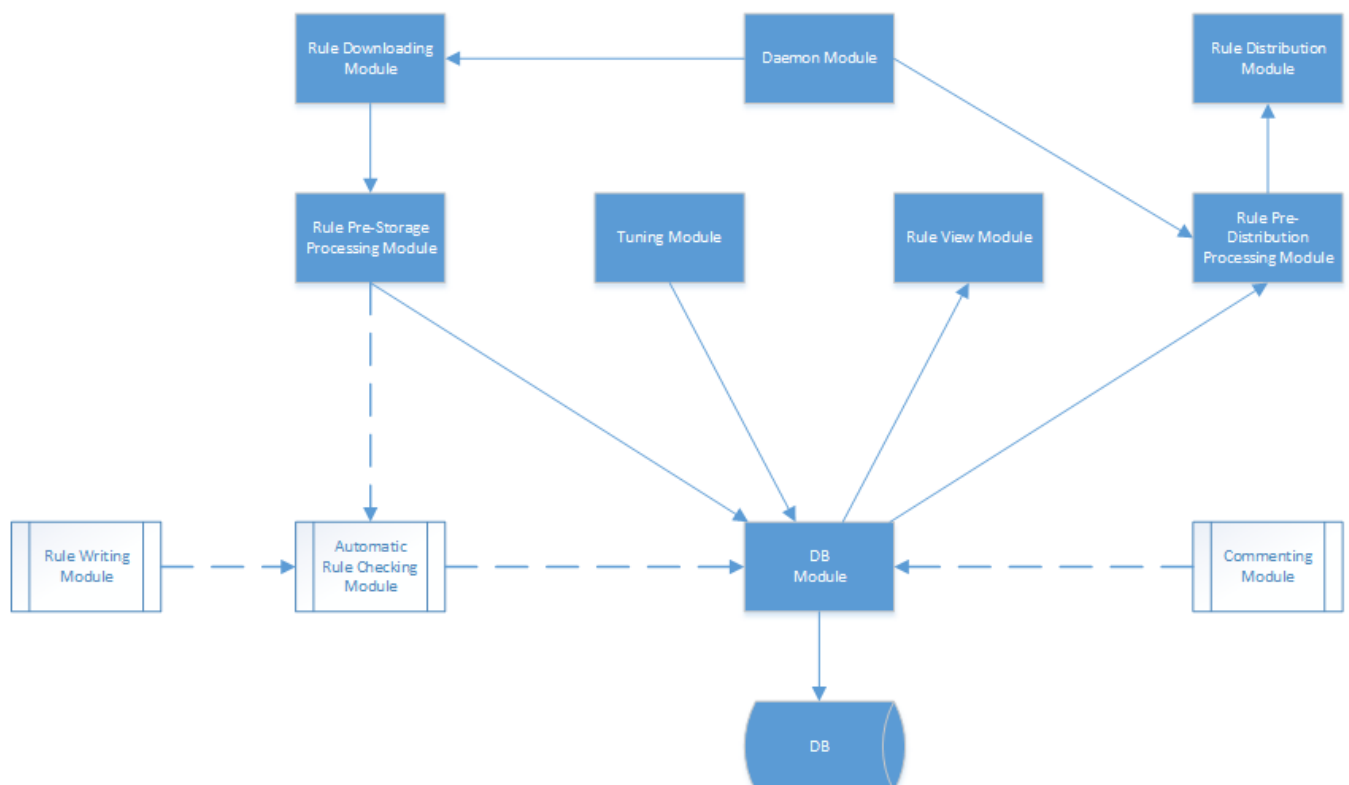 Rule Downloading
Module
Daemon Module
Rule Distribution
Module
Rule Pre-Storage
Processing Module
Tuning Module
Rule View Module
Rule Pre-
Distribution
Processing Module
Rule Writing
Module
Automatic
Rule Checking
Module
DB
Module
Commenting
Module
DB